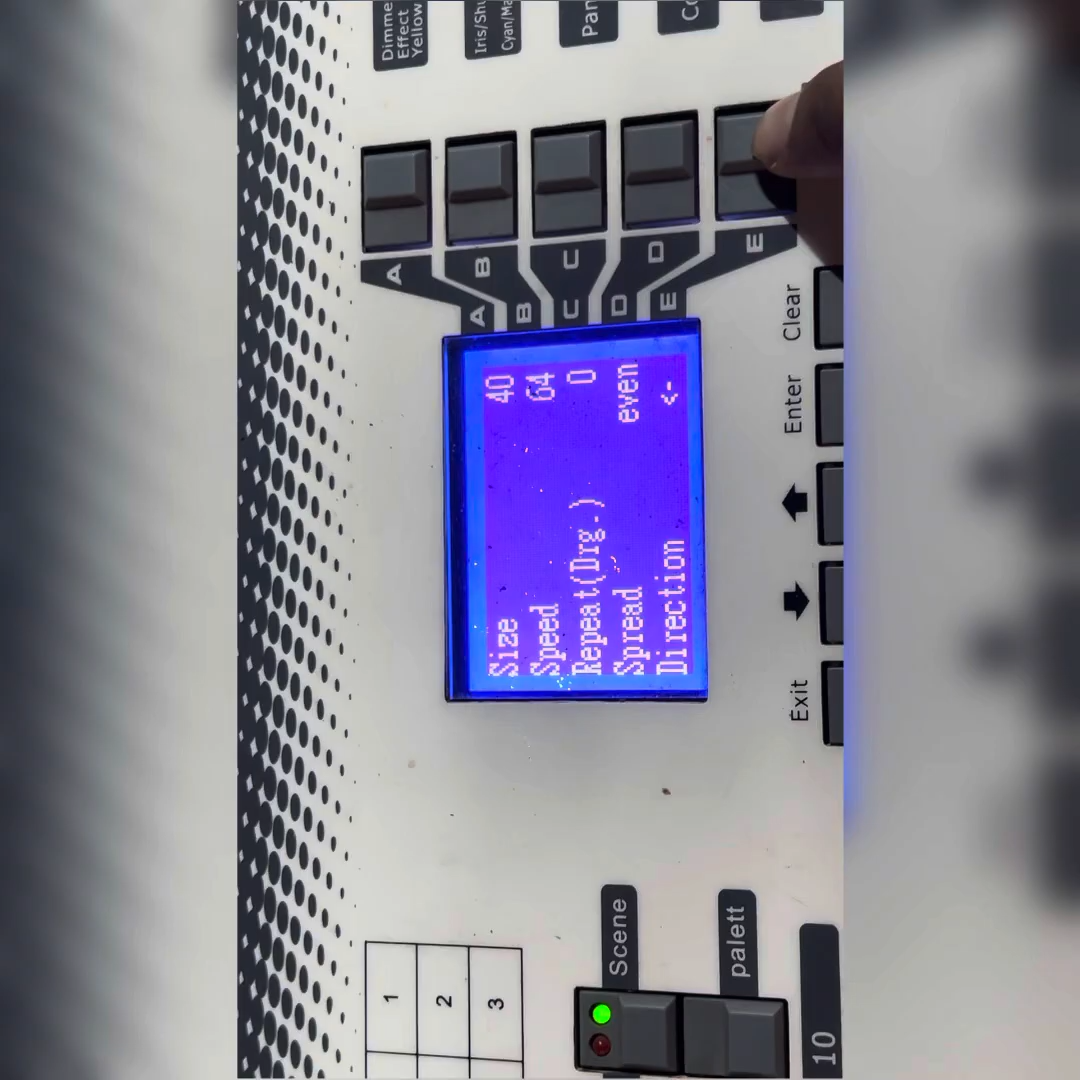 Dimme
Effect
Yellow
Iris/Shu
Cyan/Ma
Pan
Co
A
B
C
D
E
A
B
C
D
E
Size 40
Speed 64
Repeat(Drg.) 0
Spread even
Direction <-
Exit
Enter
Clear
1
2
3
Scene
palett
10